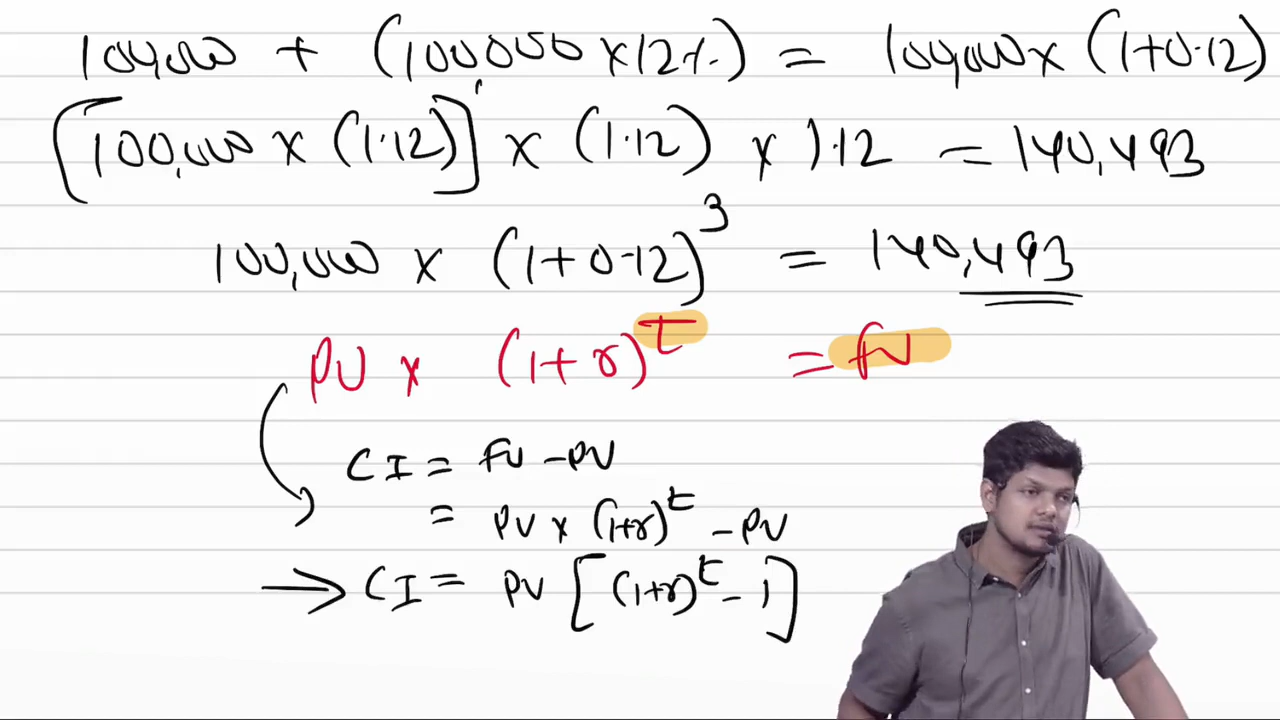 100,000 + (100,000 x 12%) = 100,000 x (1+0.12)
[100,000 x (1.12)] x (1.12) x 1.12 = 140,493
100,000 x (1+0.12)^3 = 140,493
PV x (1+r)^t = FV
CI = FV - PV
= PV x (1+r)^t - PV
→ CI = PV [(1+r)^t - 1]